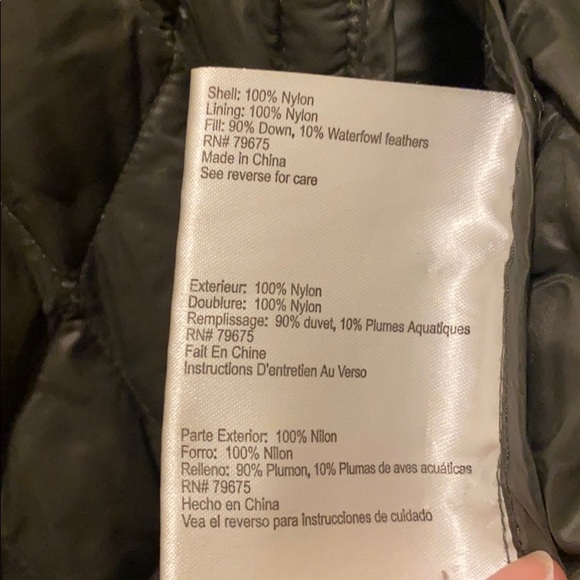 Shell: 100% Nylon
Lining: 100% Nylon
Fill: 90% Down, 10% Waterfowl feathers
RN# 79675
Made in China
See reverse for care
Exterieur: 100% Nylon
Doublure: 100% Nylon
Remplissage: 90% duvet, 10% Plumes Aquatiques
RN# 79675
Fait En Chine
Instructions D'entretien Au Verso
Parte Exterior: 100% Nilon
Forro: 100% Nilon
Relleno: 90% Plumon, 10% Plumas de aves acuáticas
RN# 79675
Hecho en China
Vea el reverso para instrucciones de cuidado